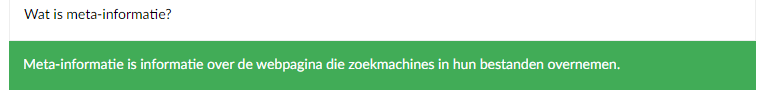 Wat is meta-informatie?
Meta-informatie is informatie over de webpagina die zoekmachines in hun bestanden overnemen.